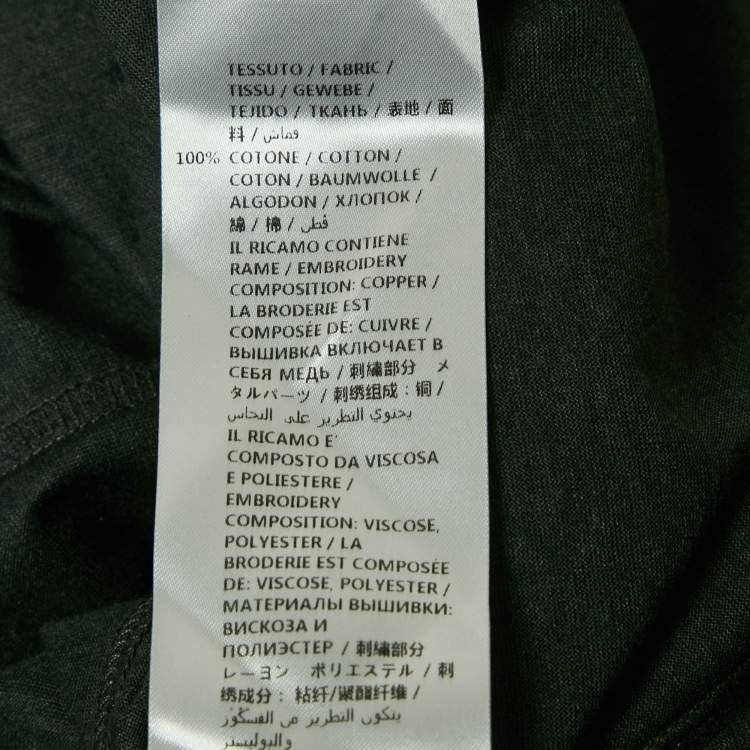 TESSUTO / FABRIC /
TISSU / GEWEBE /
TEJIDO / ТКАНЬ / 表地 / 面
料 / قماش
100% COTONE / COTTON /
COTON / BAUMWOLLE /
ALGODON / ХЛОПОК /
綿 / 棉 / قطن
IL RICAMO CONTIENE
RAME / EMBROIDERY
COMPOSITION: COPPER /
LA BRODERIE EST
COMPOSÉE DE: CUIVRE /
ВЫШИВКА ВКЛЮЧАЕТ В
СЕБЯ МЕДЬ / 刺繍部分 メ
タルパーツ / 刺绣组成：铜 /
يحتوي التطريز على النحاس
IL RICAMO E'
COMPOSTO DA VISCOSA
E POLIESTERE /
EMBROIDERY
COMPOSITION: VISCOSE,
POLYESTER / LA
BRODERIE EST COMPOSÉE
DE: VISCOSE, POLYESTER /
МАТЕРИАЛЫ ВЫШИВКИ:
ВИСКОЗА И
ПОЛИЭСТЕР / 刺繍部分
レーヨン ポリエステル / 刺
绣成分：粘纤/聚酯纤维 /
يتكون التطريز من الفسكوز
والبوليستر